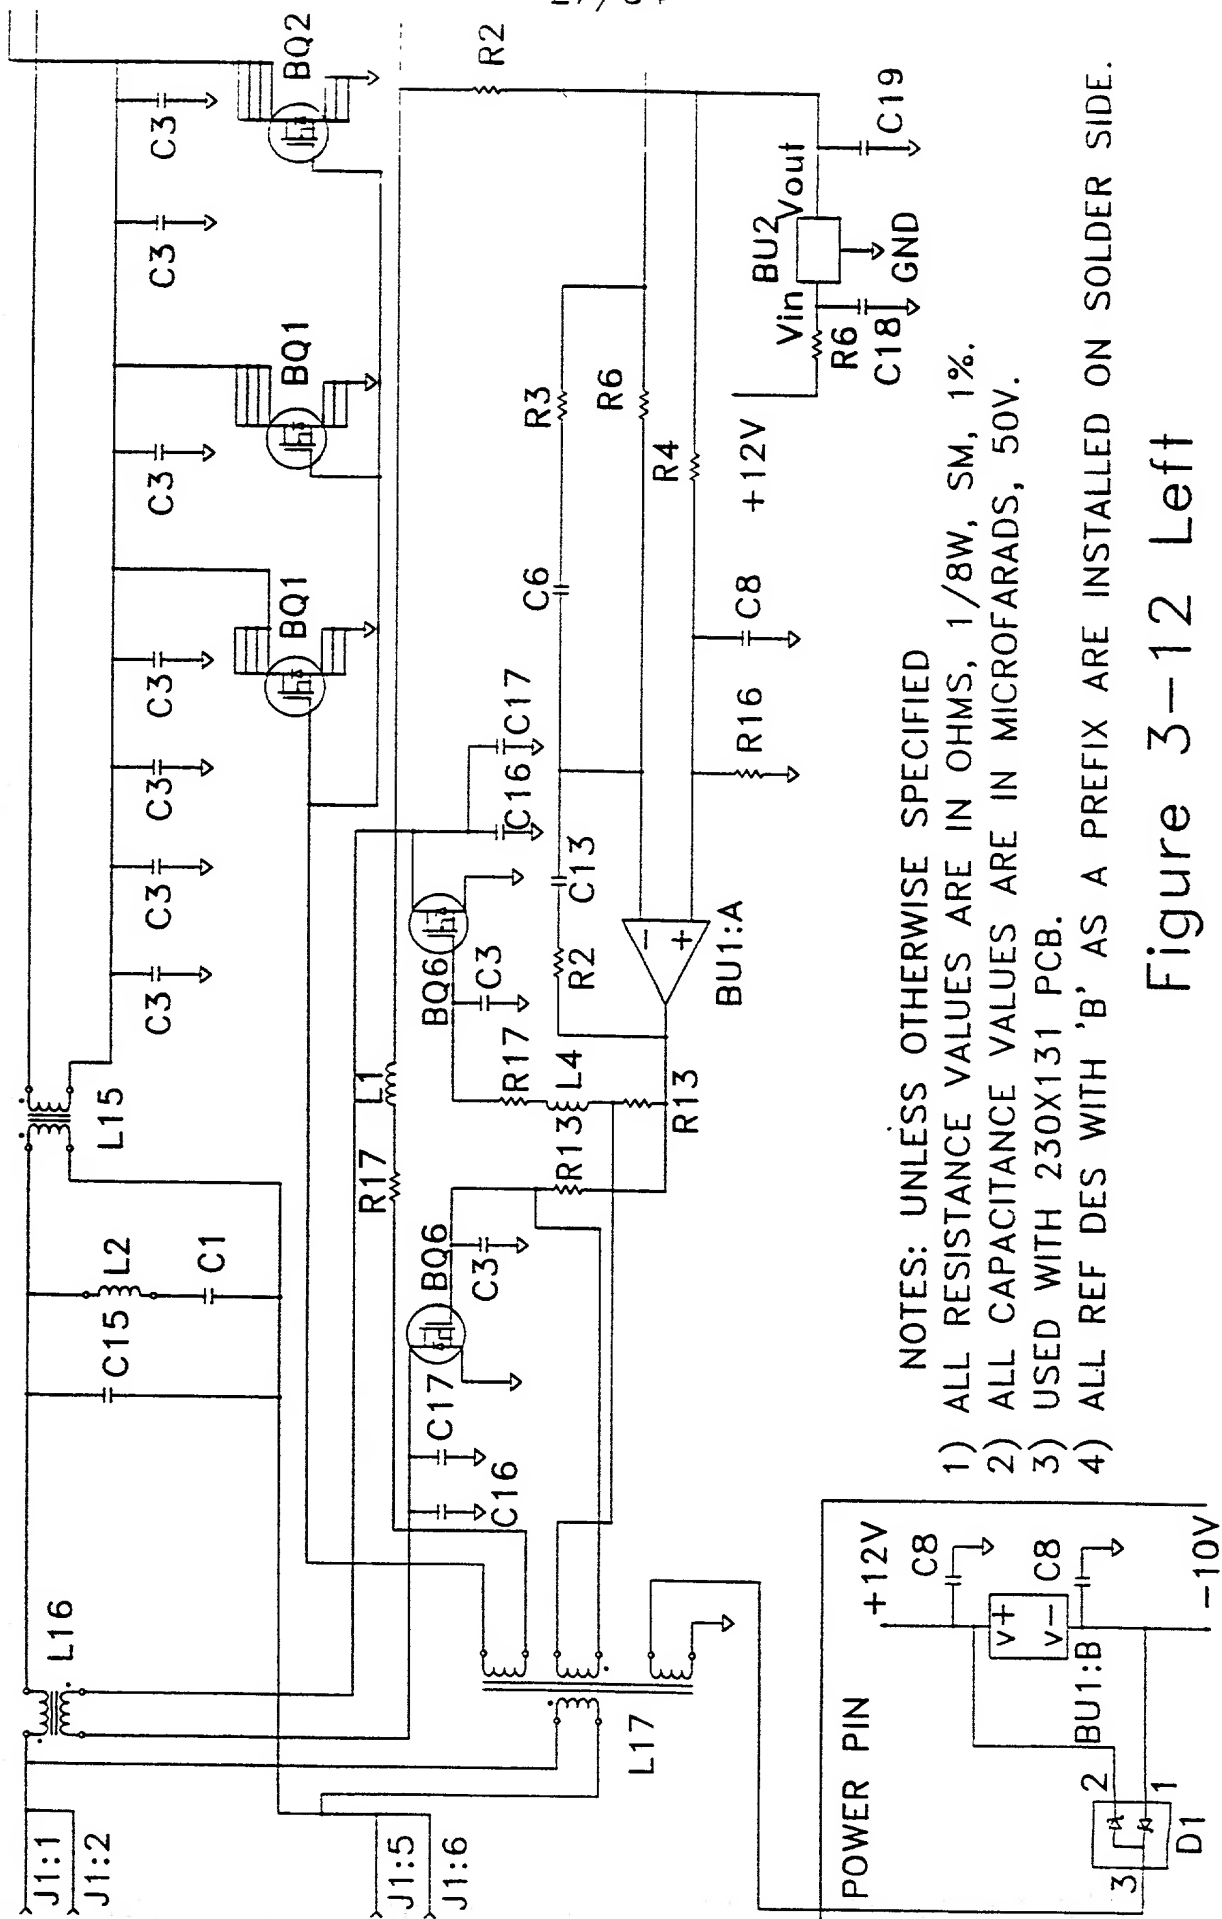 BQ2
R2
C3
C3
BQ1
C3
BQ1
C3
C3
C3
C3
L15
L2
C1
C15
L16
J1:1
J1:2
J1:5
J1:6
L1
R17
C17
C16
C17
C16
BQ6
C3
BQ6
C3
R17
L4
R13
R13
C13
R2
C6
R3
R6
R4
C8
R16
BU1:A
−
+
L17
+12V
Vin
BU2
Vout
R6
C18
GND
C19
POWER PIN
+12V
C8
V+
V−
C8
BU1:B
−10V
2
1
3
D1
NOTES: UNLESS OTHERWISE SPECIFIED
1) ALL RESISTANCE VALUES ARE IN OHMS, 1/8W, SM, 1%.
2) ALL CAPACITANCE VALUES ARE IN MICROFARADS, 50V.
3) USED WITH 230X131 PCB.
4) ALL REF DES WITH 'B' AS A PREFIX ARE INSTALLED ON SOLDER SIDE.
Figure 3−12 Left